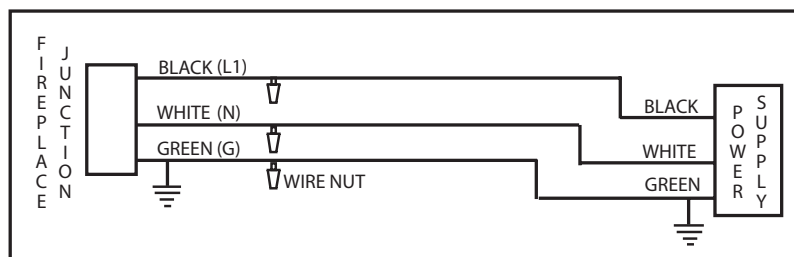 FIREPLACE
JUNCTION
BLACK (L1)
WHITE (N)
GREEN (G)
WIRE NUT
BLACK
WHITE
GREEN
POWER
SUPPLY